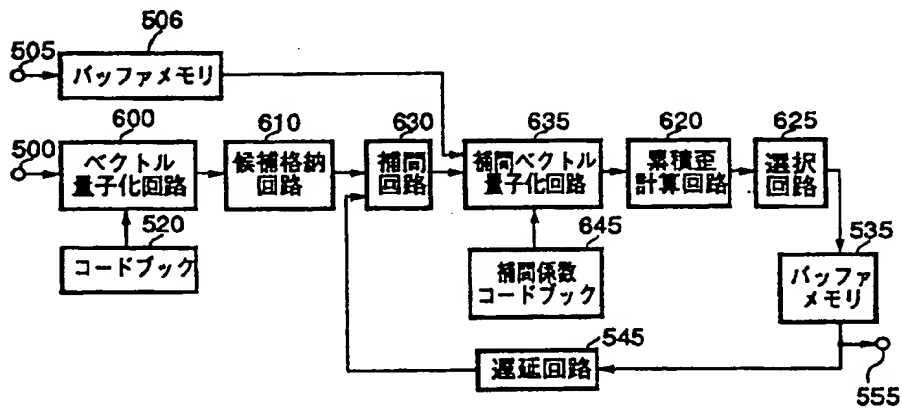 506
505
バッファメモリ
600
610
630
635
620
625
500
ベクトル
量子化回路
候補格納
回路
補間
回路
補間ベクトル
量子化回路
累積歪
計算回路
選択
回路
520
コードブック
645
補間係数
コードブック
535
バッファ
メモリ
545
遅延回路
555